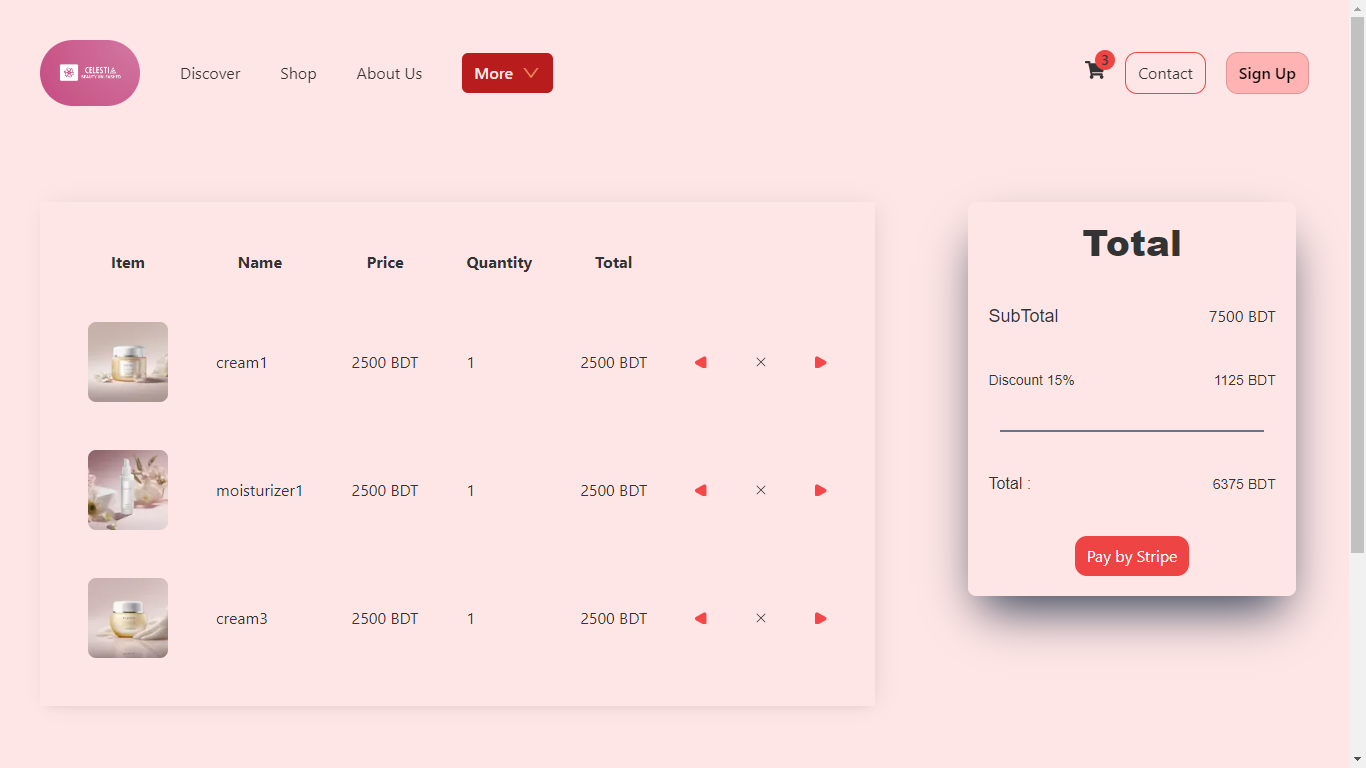 CELESTIA
Discover
Shop
About Us
More
3
Contact
Sign Up
Item Name Price Quantity Total
cream1 2500 BDT 1 2500 BDT
moisturizer1 2500 BDT 1 2500 BDT
cream3 2500 BDT 1 2500 BDT
Total
SubTotal 7500 BDT
Discount 15% 1125 BDT
Total : 6375 BDT
Pay by Stripe